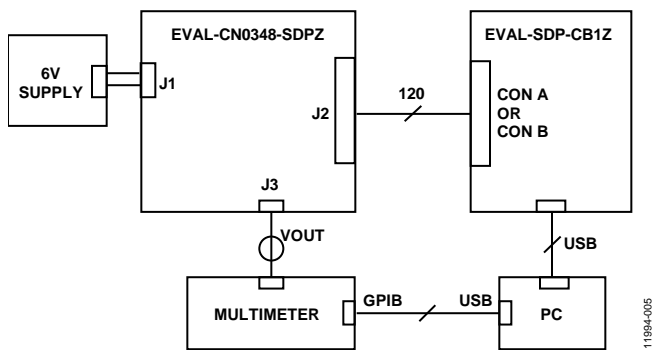 EVAL-CN0348-SDPZ
EVAL-SDP-CB1Z
6V
SUPPLY
J1
J2
120
CON A
OR
CON B
J3
VOUT
USB
MULTIMETER
GPIB
USB
PC
11994-005